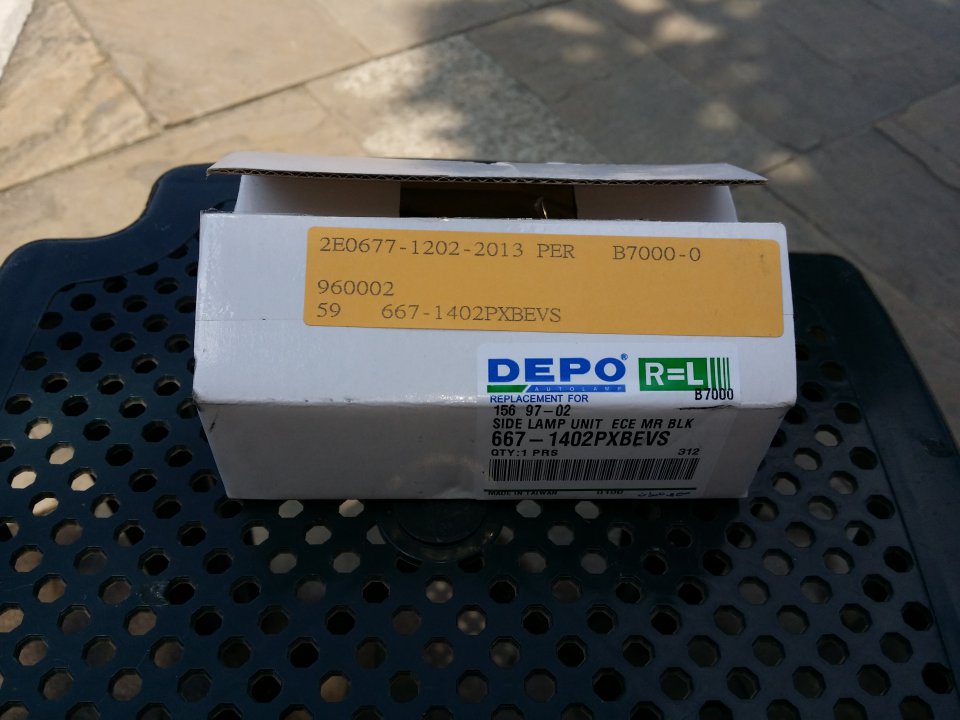 2E0677-1202-2013 PER B7000-0
960002
59 667-1402PXBEVS
DEPO® R=L
AUTOLAMP
B7000
REPLACEMENT FOR
156 97-02
SIDE LAMP UNIT ECE MR BLK
667-1402PXBEVS
QTY:1 PRS 312
MADE IN TAIWAN